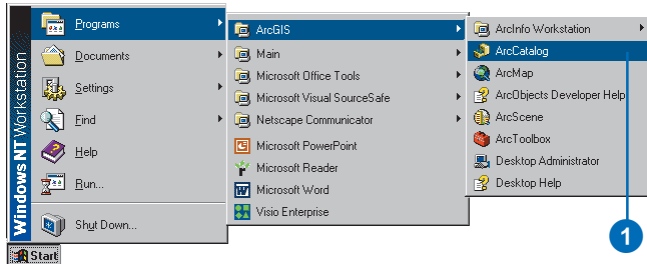 Windows NT Workstation
Programs
Documents
Settings
Find
Help
Run...
Shut Down...
Start
ArcGIS
Main
Microsoft Office Tools
Microsoft Visual SourceSafe
Netscape Communicator
Microsoft PowerPoint
Microsoft Reader
Microsoft Word
Visio Enterprise
ArcInfo Workstation
ArcCatalog
ArcMap
ArcObjects Developer Help
ArcScene
ArcToolbox
Desktop Administrator
Desktop Help
1